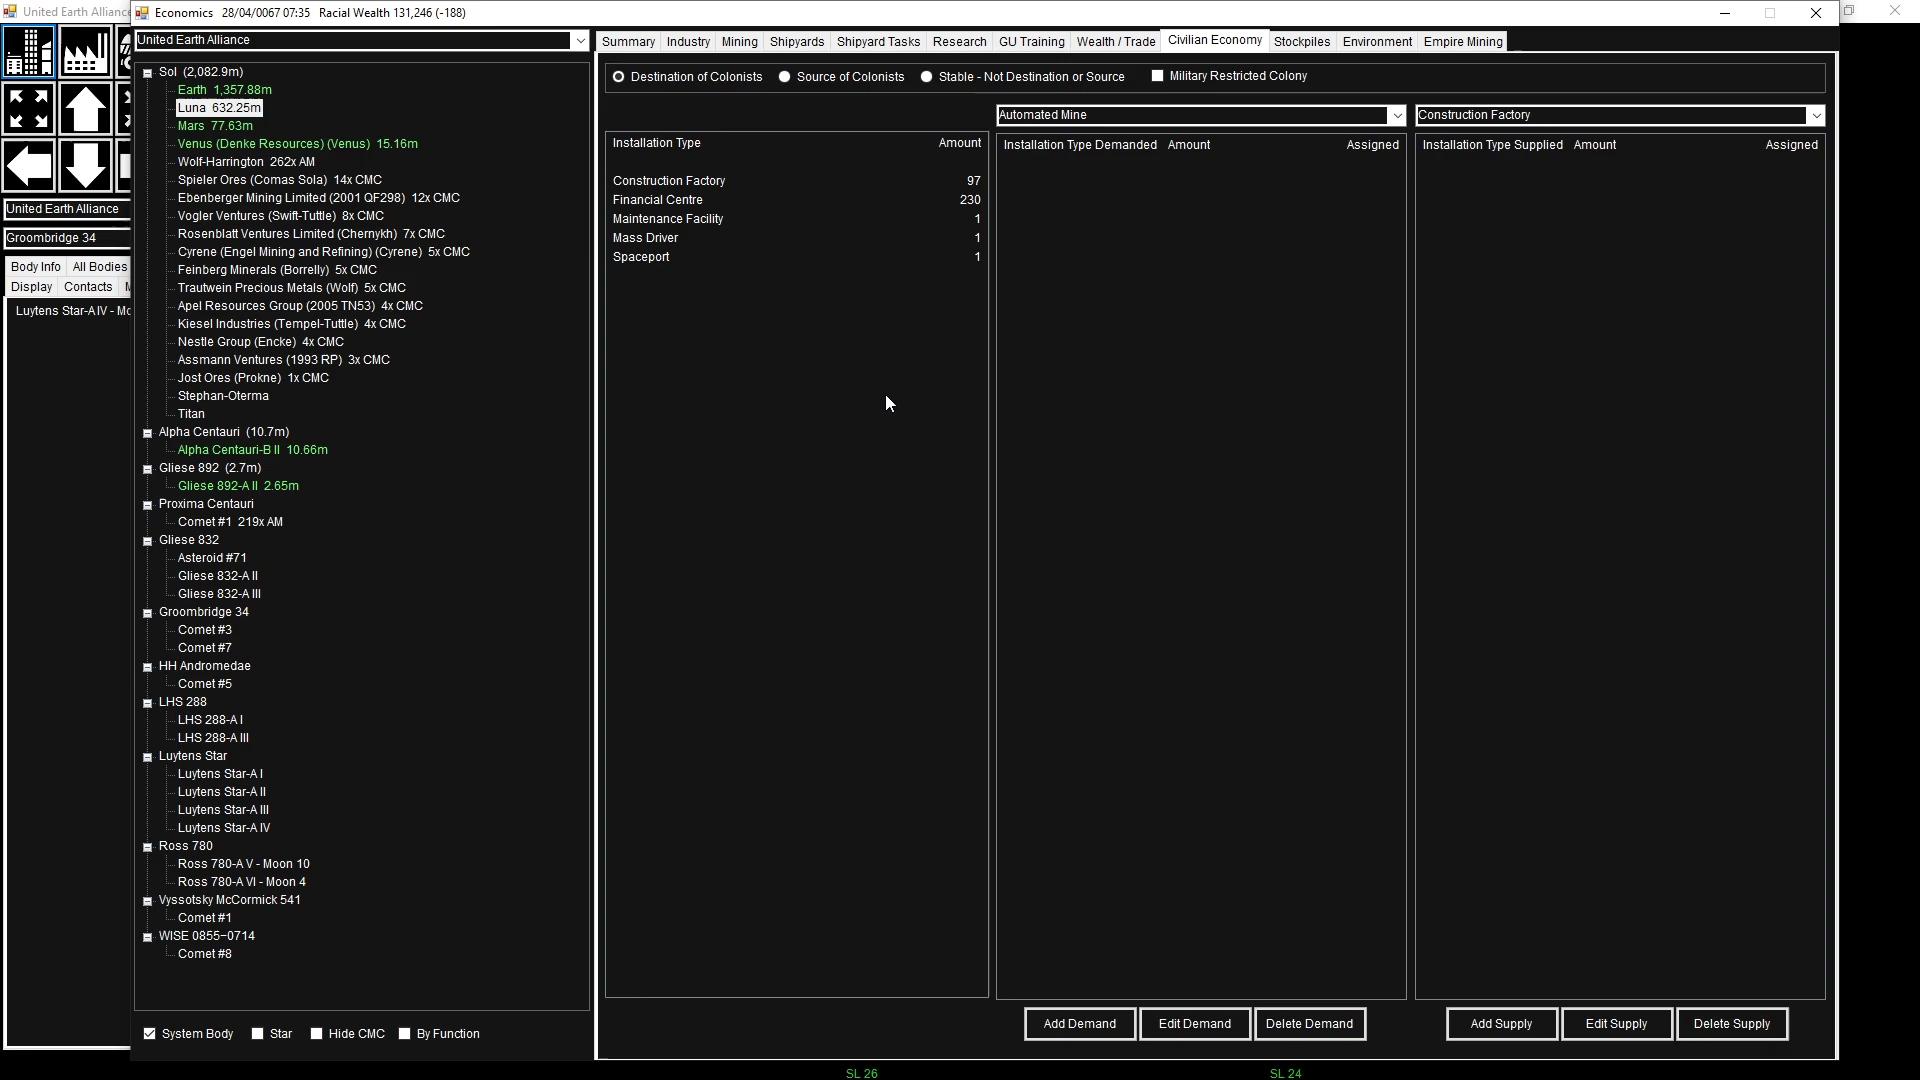 United Earth Alliance
Economics 28/04/0067 07:35 Racial Wealth 131,246 (-188)
United Earth Alliance
Summary Industry Mining Shipyards Shipyard Tasks Research GU Training Wealth / Trade Civilian Economy Stockpiles Environment Empire Mining
Destination of Colonists Source of Colonists Stable - Not Destination or Source Military Restricted Colony
Automated Mine
Construction Factory
Sol (2,082.9m)
Earth 1,357.88m
Luna 632.25m
Mars 77.63m
Venus (Denke Resources) (Venus) 15.16m
Wolf-Harrington 262x AM
Spieler Ores (Comas Sola) 14x CMC
Ebenberger Mining Limited (2001 QF298) 12x CMC
Vogler Ventures (Swift-Tuttle) 8x CMC
Rosenblatt Ventures Limited (Chernykh) 7x CMC
Cyrene (Engel Mining and Refining) (Cyrene) 5x CMC
Feinberg Minerals (Borrelly) 5x CMC
Trautwein Precious Metals (Wolf) 5x CMC
Apel Resources Group (2005 TN53) 4x CMC
Kiesel Industries (Tempel-Tuttle) 4x CMC
Nestle Group (Encke) 4x CMC
Assmann Ventures (1993 RP) 3x CMC
Jost Ores (Prokne) 1x CMC
Stephan-Oterma
Titan
Alpha Centauri (10.7m)
Alpha Centauri-B II 10.66m
Gliese 892 (2.7m)
Gliese 892-A II 2.65m
Proxima Centauri
Comet #1 219x AM
Gliese 832
Asteroid #71
Gliese 832-A II
Gliese 832-A III
Groombridge 34
Comet #3
Comet #7
HH Andromedae
Comet #5
LHS 288
LHS 288-A I
LHS 288-A III
Luytens Star
Luytens Star-A I
Luytens Star-A II
Luytens Star-A III
Luytens Star-A IV
Ross 780
Ross 780-A V - Moon 10
Ross 780-A VI - Moon 4
Vyssotsky McCormick 541
Comet #1
WISE 0855-0714
Comet #8
System Body Star Hide CMC By Function
Installation Type Amount
Construction Factory 97
Financial Centre 230
Maintenance Facility 1
Mass Driver 1
Spaceport 1
Installation Type Demanded Amount Assigned
Installation Type Supplied Amount Assigned
Add Demand Edit Demand Delete Demand
Add Supply Edit Supply Delete Supply
United Earth Alliance
Groombridge 34
Body Info All Bodies
Display Contacts
Luytens Star-A IV -
SL 26 SL 24